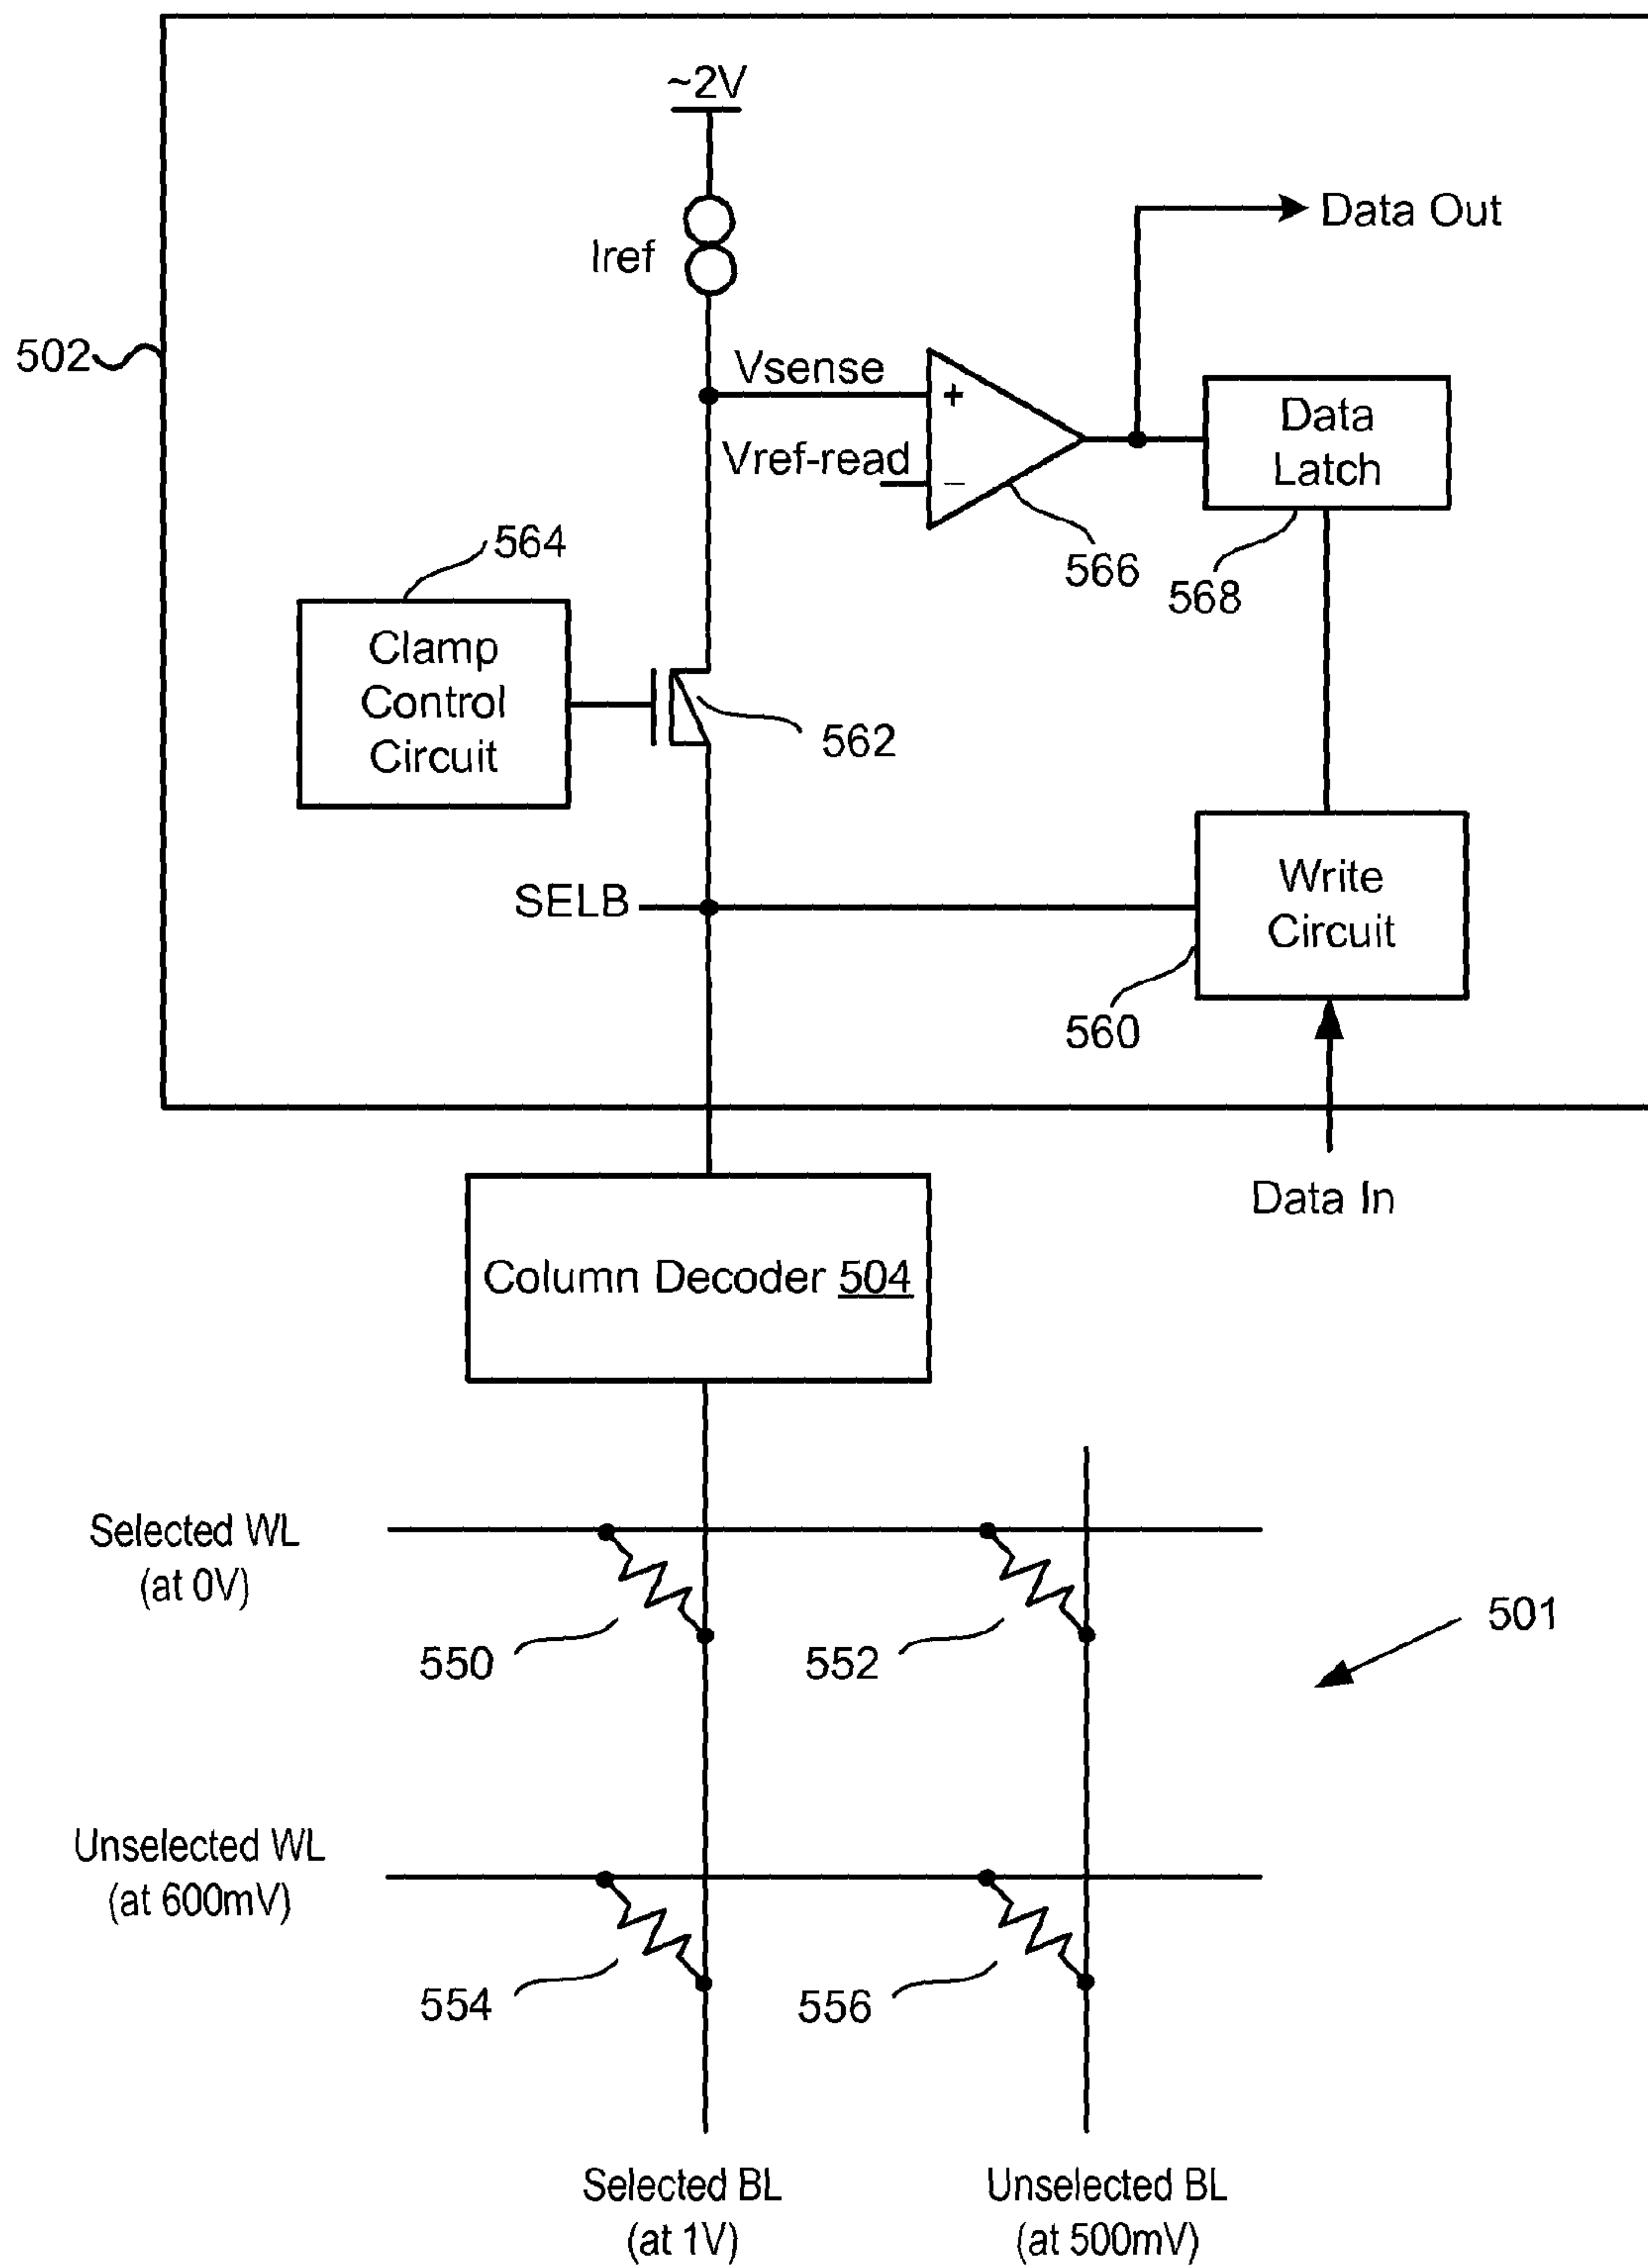 ~2V
Iref
Data Out
502
Vsense
+
Data
Latch
Vref-read
−
564
566
568
Clamp
Control
Circuit
562
SELB
Write
Circuit
560
Data In
Column Decoder 504
Selected WL
(at 0V)
550
552
501
Unselected WL
(at 600mV)
554
556
Selected BL
(at 1V)
Unselected BL
(at 500mV)